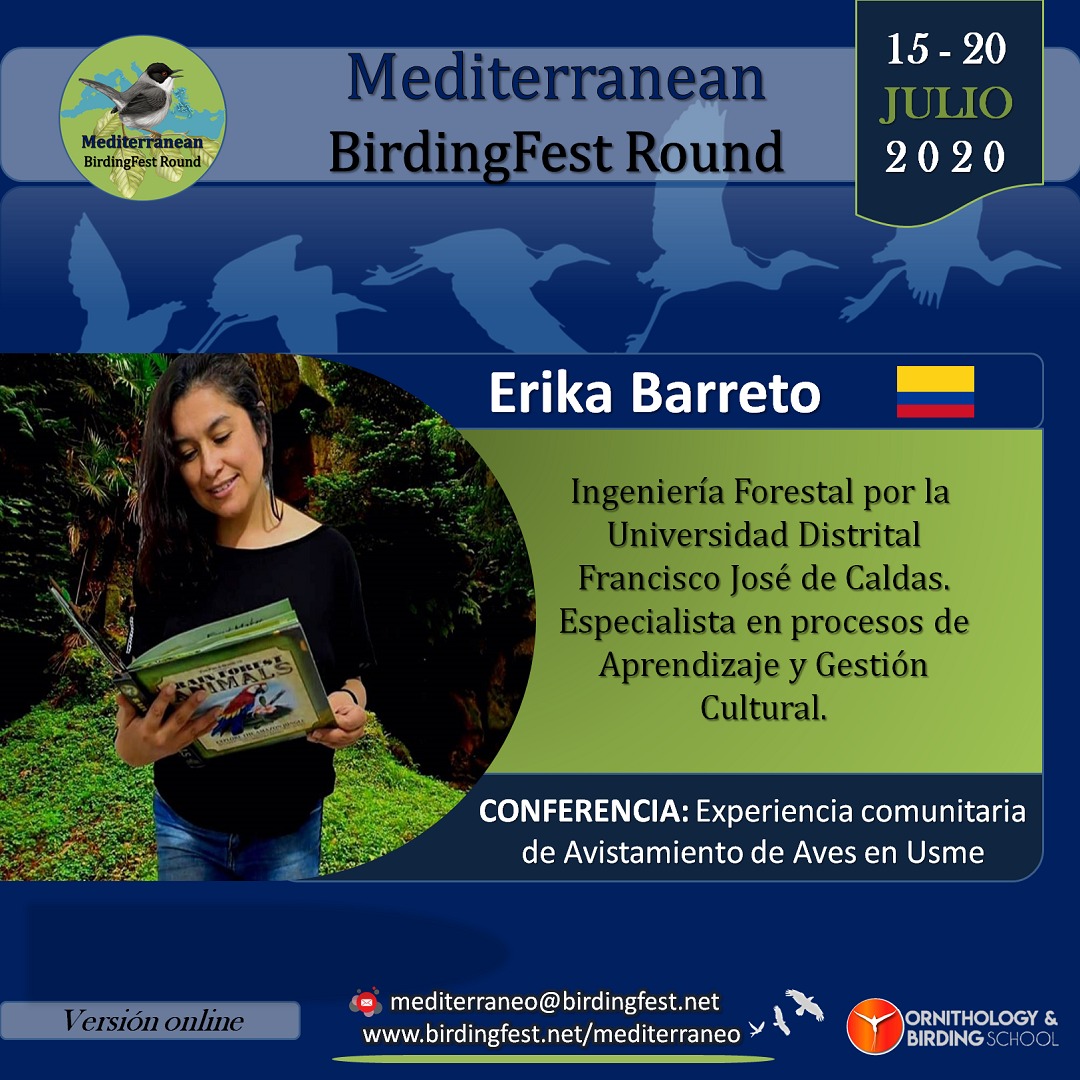 Mediterranean
BirdingFest Round
15 - 20
JULIO
2020
Mediterranean
BirdingFest Round
Erika Barreto
Ingeniería Forestal por la
Universidad Distrital
Francisco José de Caldas.
Especialista en procesos de
Aprendizaje y Gestión
Cultural.
RAINFOREST
ANIMALS
CONFERENCIA: Experiencia comunitaria
de Avistamiento de Aves en Usme
Versión online
mediterraneo@birdingfest.net
www.birdingfest.net/mediterraneo
ORNITHOLOGY &
BIRDING SCHOOL